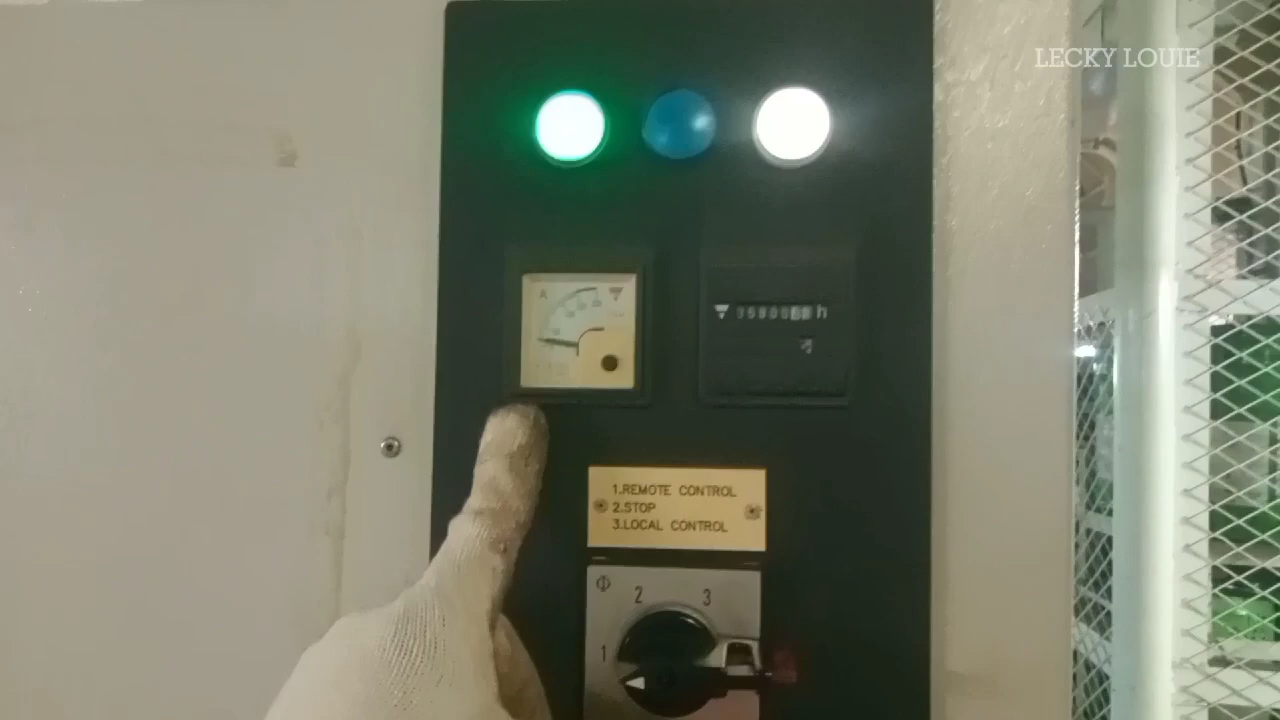 LECKY LOUIE
A
h
1.REMOTE CONTROL
2.STOP
3.LOCAL CONTROL
2 3
1